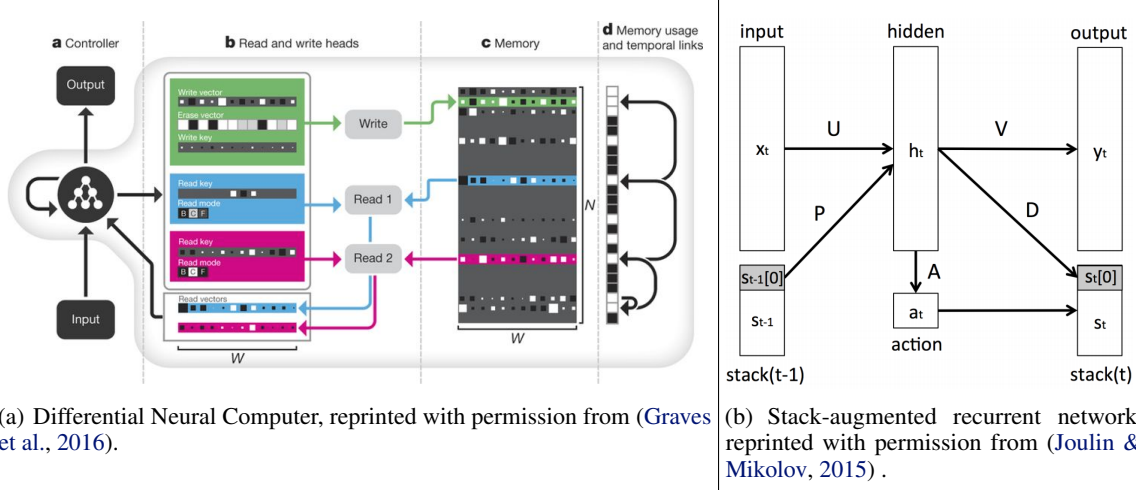 a Controller
b Read and write heads
c Memory
d Memory usage
and temporal links
Output
Input
Write vector
Erase vector
Write key
Write
Read key
Read mode
B C F
Read 1
Read key
Read mode
B C F
Read 2
Read vectors
W
N
W
(a) Differential Neural Computer, reprinted with permission from (Graves
et al., 2016).
input
hidden
output
xt
U
ht
V
yt
P
D
st-1[0]
A
st[0]
st-1
at
st
action
stack(t-1)
stack(t)
(b) Stack-augmented recurrent network
reprinted with permission from (Joulin &
Mikolov, 2015) .